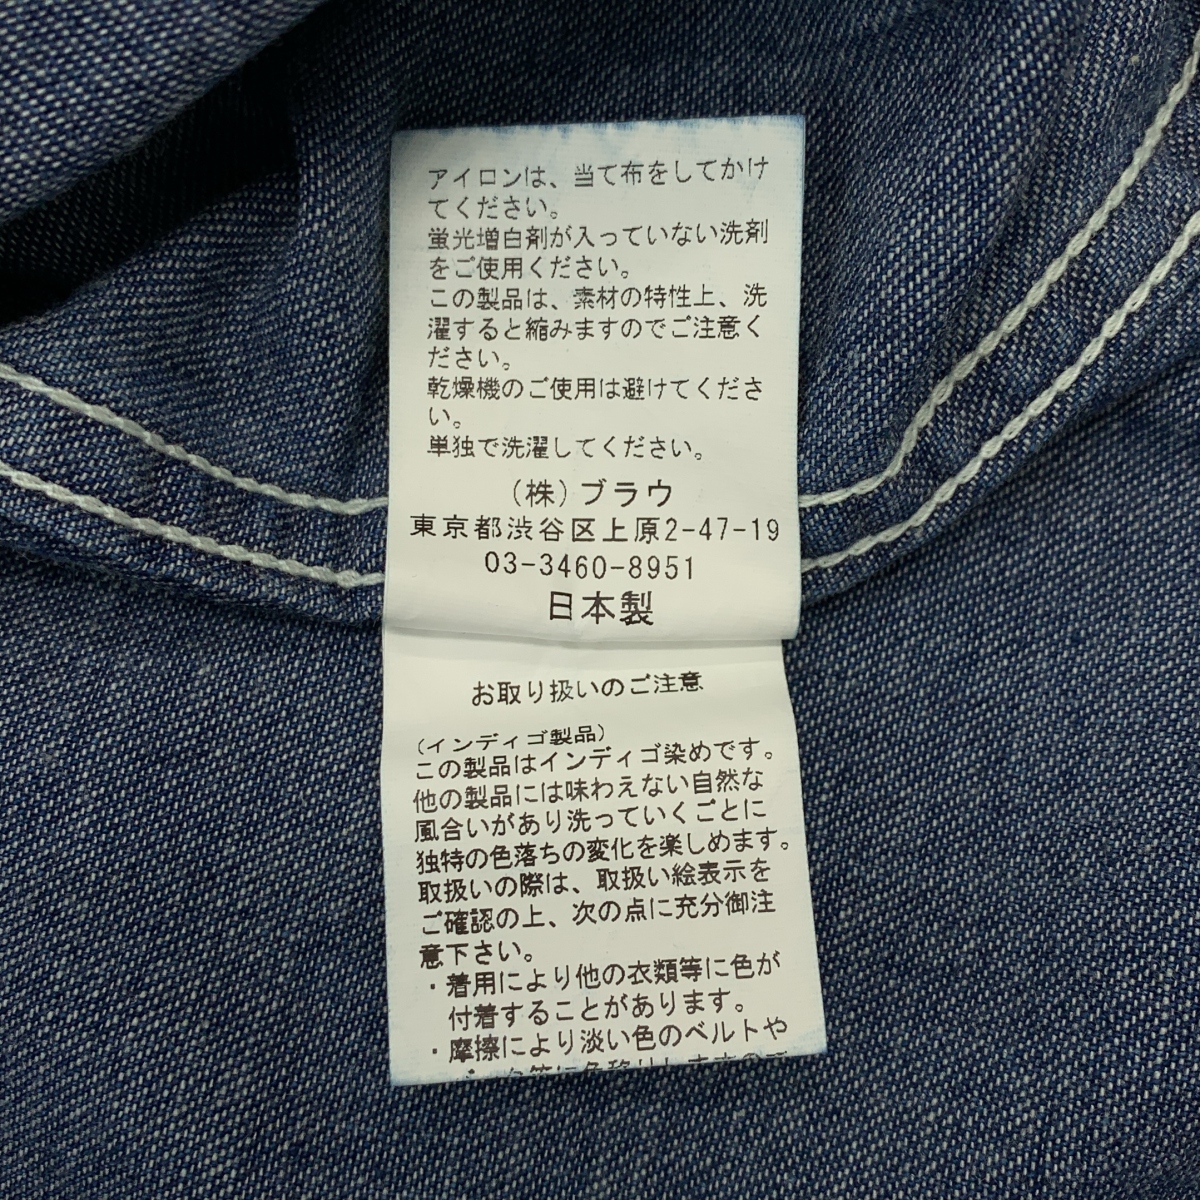 アイロンは、当て布をしてかけ
てください。
蛍光増白剤が入っていない洗剤
をご使用ください。
この製品は、素材の特性上、洗
濯すると縮みますのでご注意く
ださい。
乾燥機のご使用は避けてくださ
い。
単独で洗濯してください。
(株)ブラウ
東京都渋谷区上原2-47-19
03-3460-8951
日本製
お取り扱いのご注意
(インディゴ製品)
この製品はインディゴ染めです。
他の製品には味わえない自然な
風合いがあり洗っていくごとに
独特の色落ちの変化を楽しめます。
取扱いの際は、取扱い絵表示を
ご確認の上、次の点に充分御注
意下さい。
・着用により他の衣類等に色が
付着することがあります。
・摩擦により淡い色のベルトや